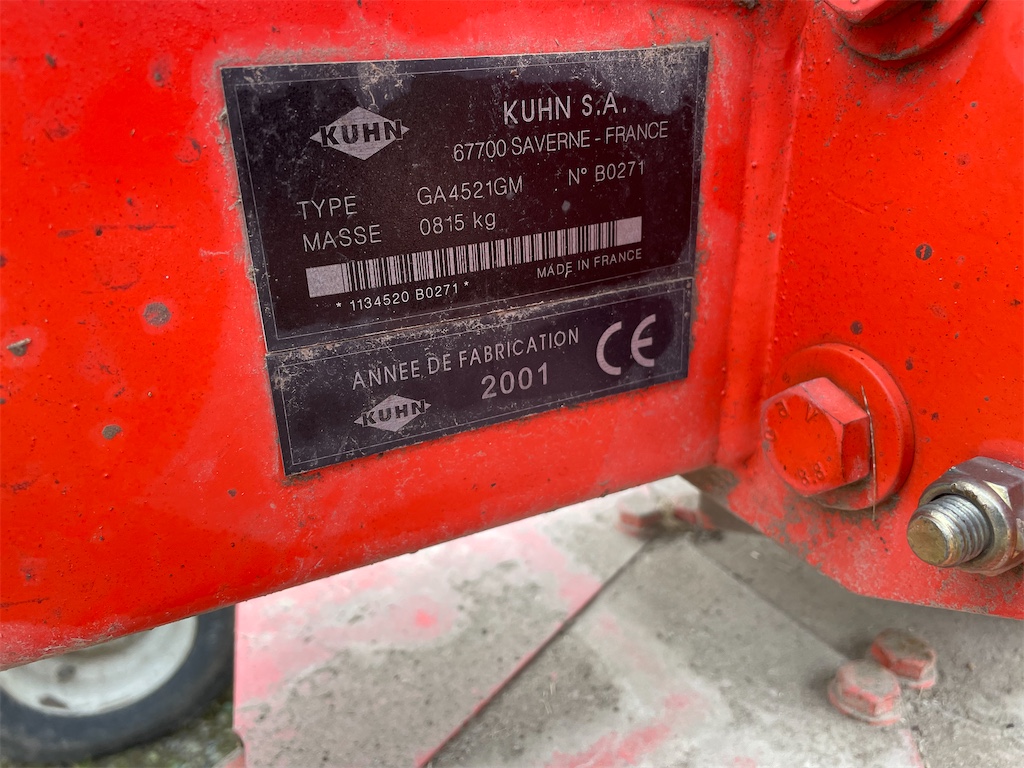 KUHN
KUHN S.A.
67700 SAVERNE - FRANCE
TYPE GA4521GM N° B0271
MASSE 0815 kg
* 1134520 B0271 *
MADE IN FRANCE
ANNEE DE FABRICATION
KUHN
2001
CE